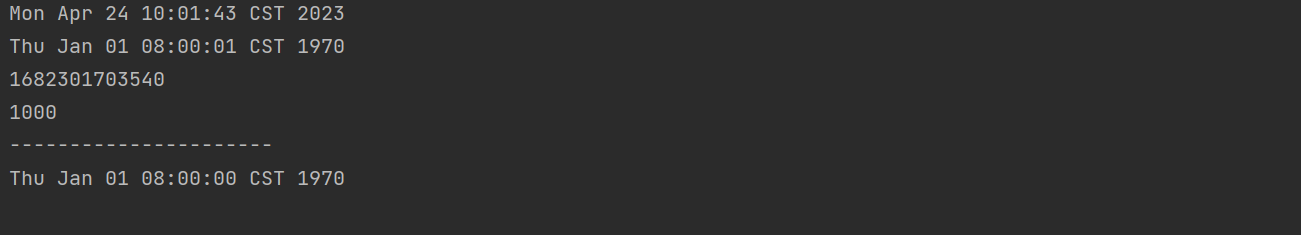 Mon Apr 24 10:01:43 CST 2023
Thu Jan 01 08:00:01 CST 1970
1682301703540
1000
----------------------
Thu Jan 01 08:00:00 CST 1970